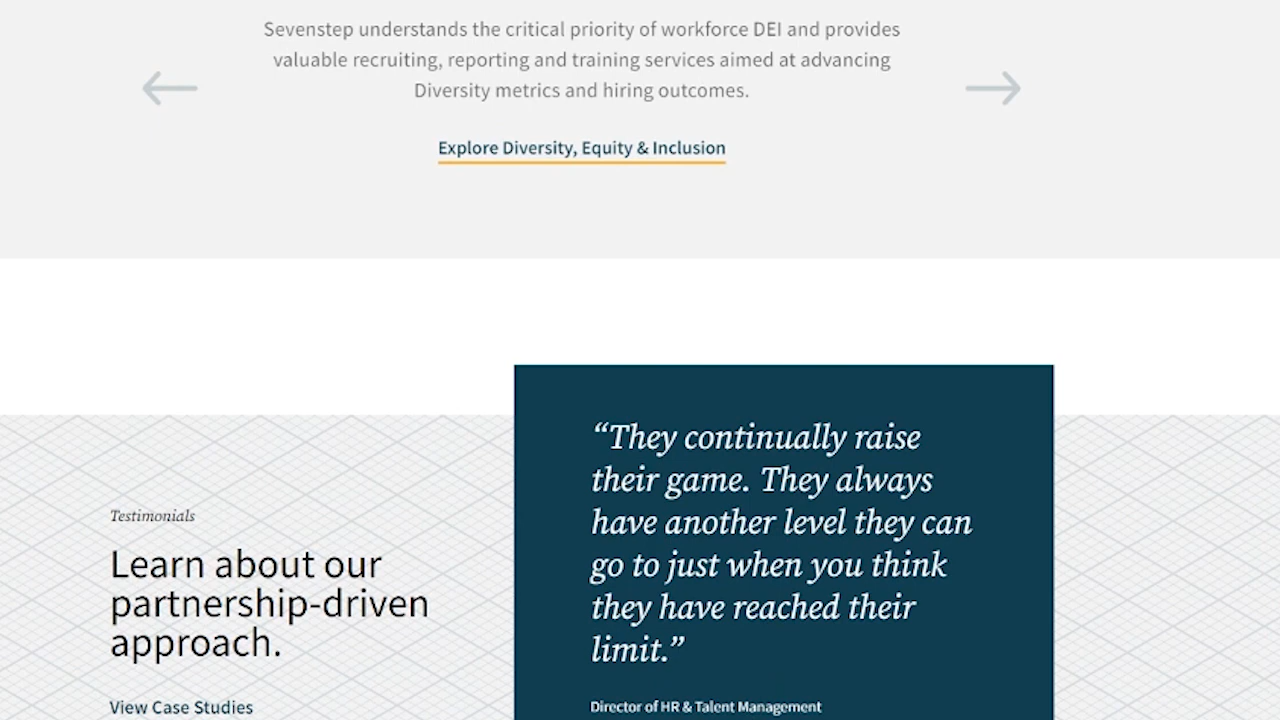 Sevenstep understands the critical priority of workforce DEI and provides
valuable recruiting, reporting and training services aimed at advancing
Diversity metrics and hiring outcomes.
Explore Diversity, Equity & Inclusion
Testimonials
Learn about our
partnership-driven
approach.
View Case Studies
“They continually raise
their game. They always
have another level they can
go to just when you think
they have reached their
limit.”
Director of HR & Talent Management